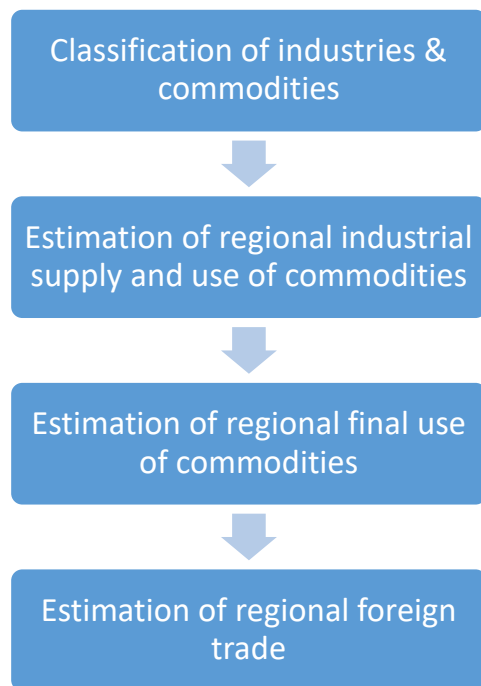 Classification of industries &
commodities
Estimation of regional industrial
supply and use of commodities
Estimation of regional final use
of commodities
Estimation of regional foreign
trade